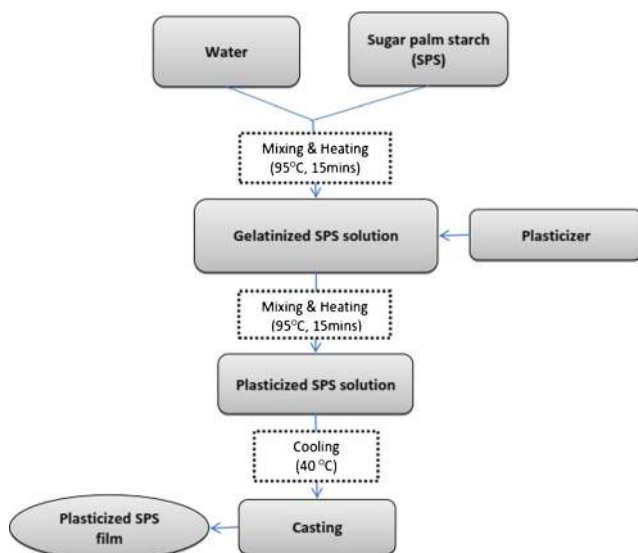 Water
Sugar palm starch
(SPS)
Mixing & Heating
(95°C, 15mins)
Gelatinized SPS solution
Plasticizer
Mixing & Heating
(95°C, 15mins)
Plasticized SPS solution
Cooling
(40 °C)
Plasticized SPS
film
Casting